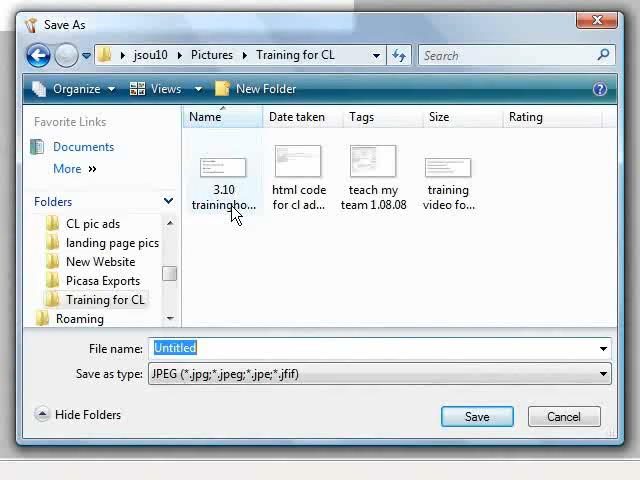 Save As
jsou10 Pictures Training for CL Search
Organize Views New Folder
Favorite Links
Documents
More »
Folders
CL pic ads
landing page pics
New Website
Picasa Exports
Training for CL
Roaming
Name Date taken Tags Size Rating
3.10
trainingho...
html code
for cl ad...
teach my
team 1.08.08
training
video fo...
File name: Untitled
Save as type: JPEG (*.jpg;*.jpeg;*.jpe;*.jfif)
Hide Folders Save Cancel